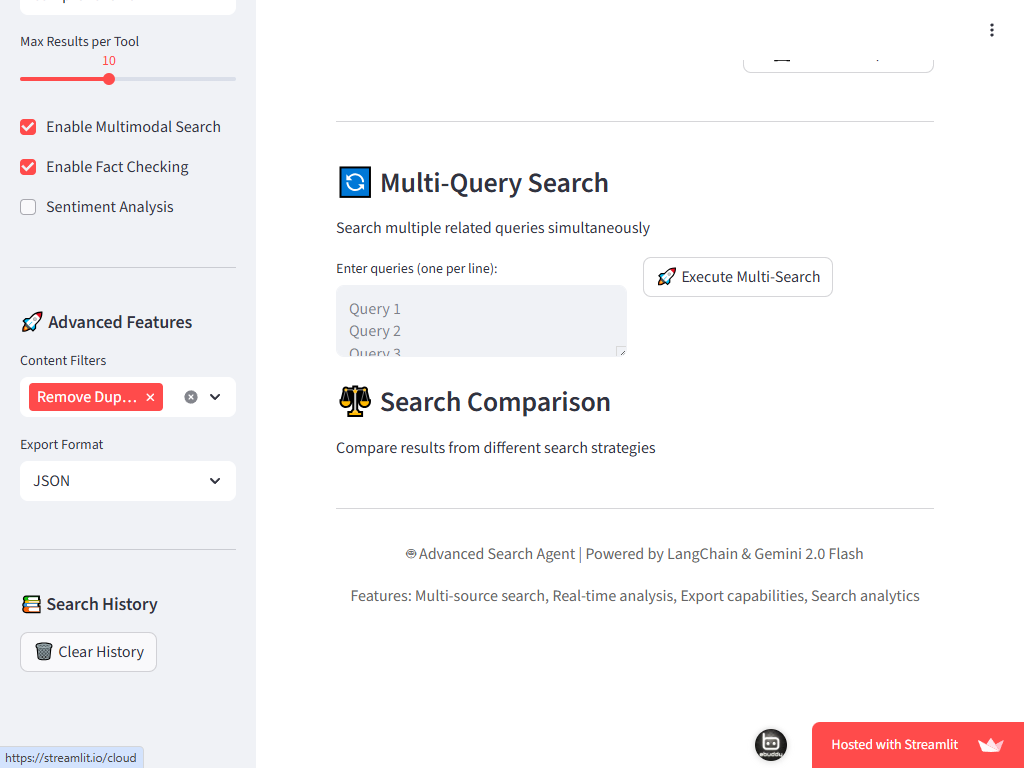 Max Results per Tool
10
Enable Multimodal Search
Enable Fact Checking
Sentiment Analysis
Advanced Features
Content Filters
Remove Dup...
Export Format
JSON
Search History
Clear History
https://streamlit.io/cloud
Multi-Query Search
Search multiple related queries simultaneously
Enter queries (one per line):
Query 1
Query 2
Query 3
Execute Multi-Search
Search Comparison
Compare results from different search strategies
Advanced Search Agent | Powered by LangChain & Gemini 2.0 Flash
Features: Multi-source search, Real-time analysis, Export capabilities, Search analytics
Hosted with Streamlit